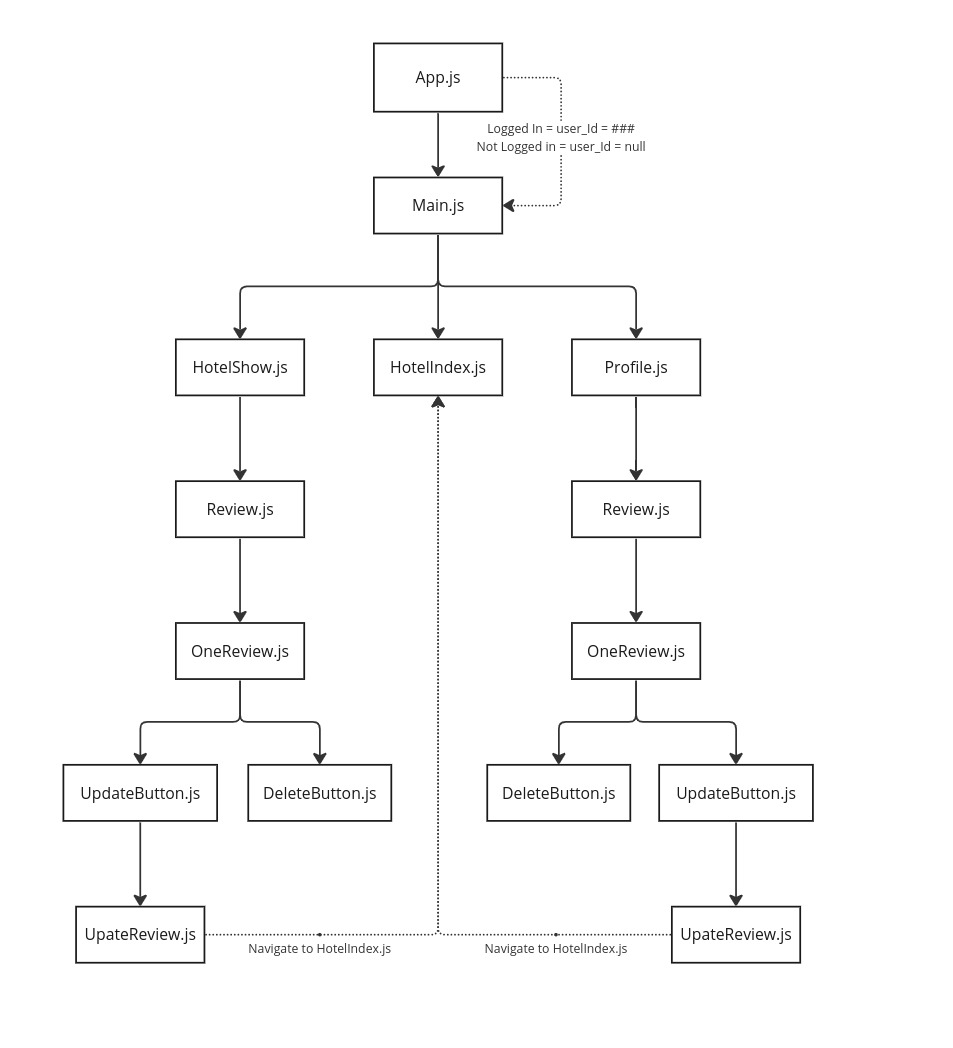 App.js
Logged In = user_Id = ###
Not Logged in = user_Id = null
Main.js
HotelShow.js
HotelIndex.js
Profile.js
Review.js
Review.js
OneReview.js
OneReview.js
UpdateButton.js
DeleteButton.js
DeleteButton.js
UpdateButton.js
UpateReview.js
UpateReview.js
Navigate to HotelIndex.js
Navigate to HotelIndex.js